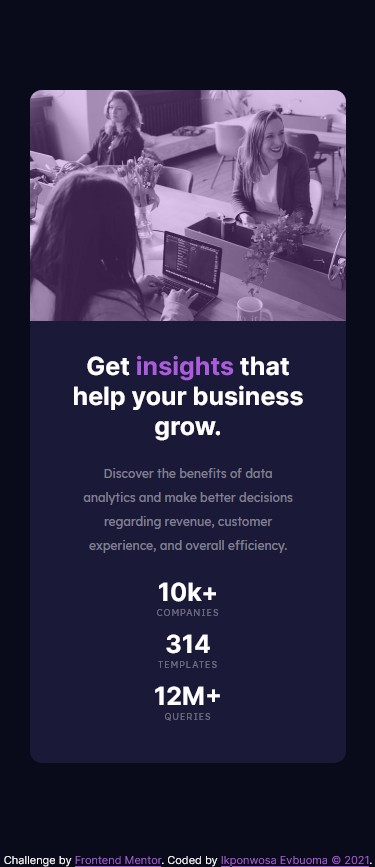 Get insights that
help your business
grow.
Discover the benefits of data
analytics and make better decisions
regarding revenue, customer
experience, and overall efficiency.
10k+
COMPANIES
314
TEMPLATES
12M+
QUERIES
Challenge by Frontend Mentor. Coded by Ikponwosa Evbuoma © 2021.